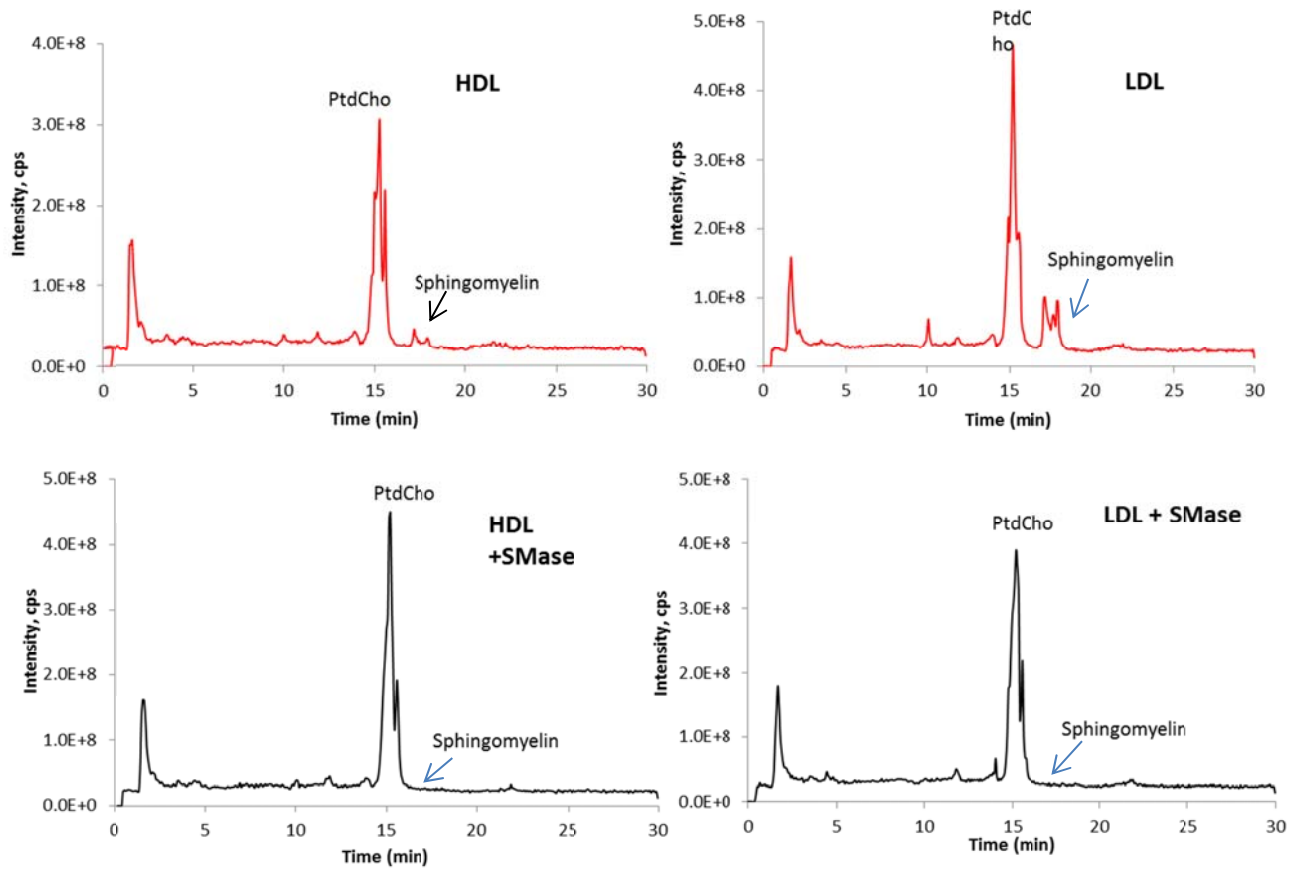 HDL
PtdCho
Sphingomyelin
Intensity, cps
4.0E+8
3.0E+8
2.0E+8
1.0E+8
0.0E+0
0 5 10 15 20 25 30
Time (min)
PtdC
ho
LDL
Sphingomyelin
Intensity, cps
5.0E+8
4.0E+8
3.0E+8
2.0E+8
1.0E+8
0.0E+0
0 5 10 15 20 25 30
Time (min)
PtdCho
HDL
+SMase
Sphingomyelin
Intensity, cps
5.0E+8
4.0E+8
3.0E+8
2.0E+8
1.0E+8
0.0E+0
0 5 10 15 20 25 30
Time (min)
LDL + SMase
PtdCho
Sphingomyelin
Intensity, cps
5.0E+8
4.0E+8
3.0E+8
2.0E+8
1.0E+8
0.0E+0
0 5 10 15 20 25 30
Time (min)